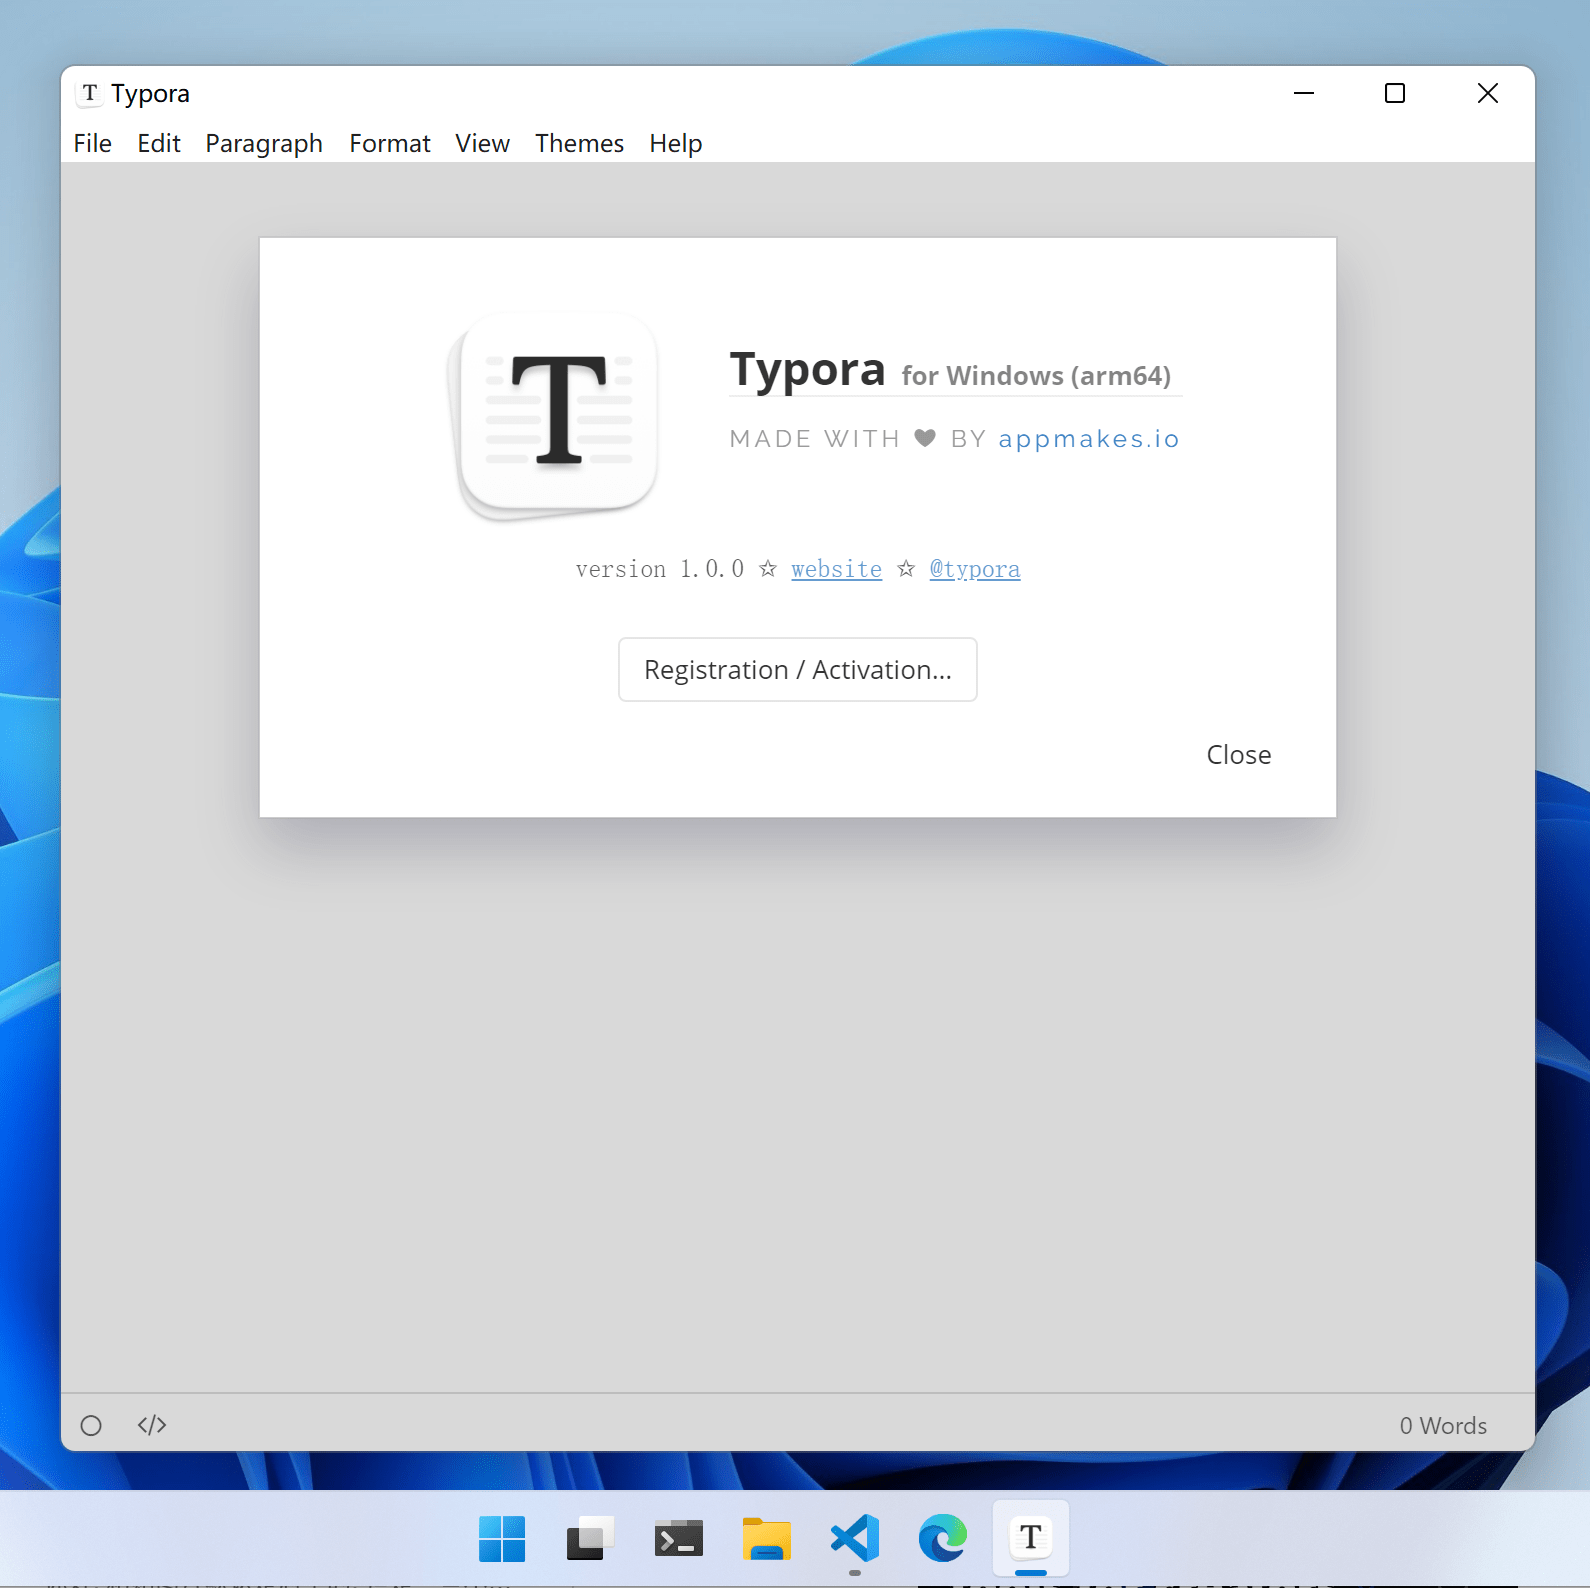 T Typora
File Edit Paragraph Format View Themes Help
T
Typora for Windows (arm64)
MADE WITH ♥ BY appmakes.io
version 1.0.0 ☆ website ☆ @typora
Registration / Activation...
Close
</> 0 Words
T